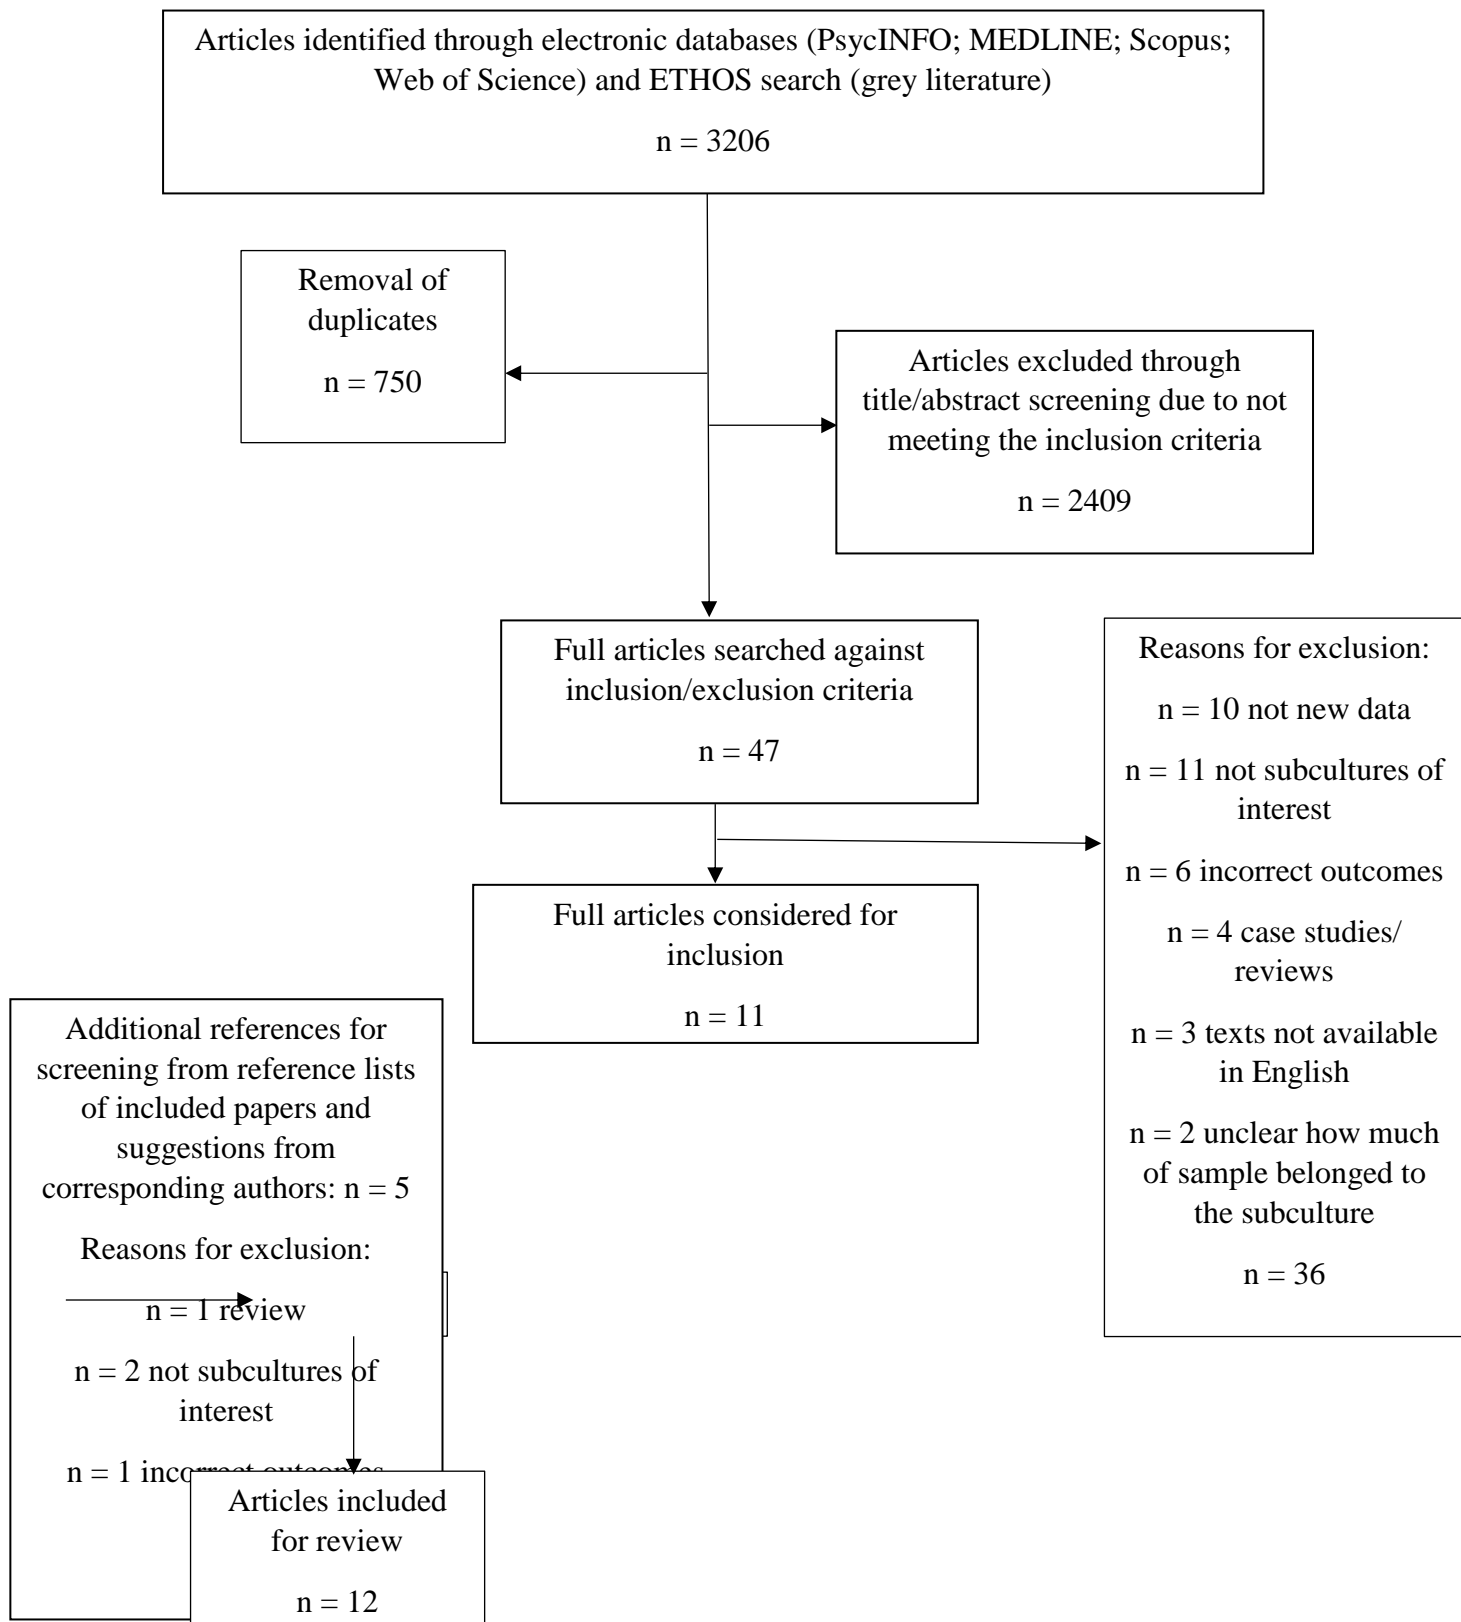 Articles identified through electronic databases (PsycINFO; MEDLINE; Scopus;
Web of Science) and ETHOS search (grey literature)
n = 3206
Removal of
duplicates
n = 750
Articles excluded through
title/abstract screening due to not
meeting the inclusion criteria
n = 2409
Full articles searched against
inclusion/exclusion criteria
n = 47
Reasons for exclusion:
n = 10 not new data
n = 11 not subcultures of
interest
n = 6 incorrect outcomes
n = 4 case studies/
reviews
n = 3 texts not available
in English
n = 2 unclear how much
of sample belonged to
the subculture
n = 36
Full articles considered for
inclusion
n = 11
Additional references for
screening from reference lists
of included papers and
suggestions from
corresponding authors: n = 5
Reasons for exclusion:
n = 1 review
n = 2 not subcultures of
interest
n = 1 incorrect outcomes
Articles included
for review
n = 12